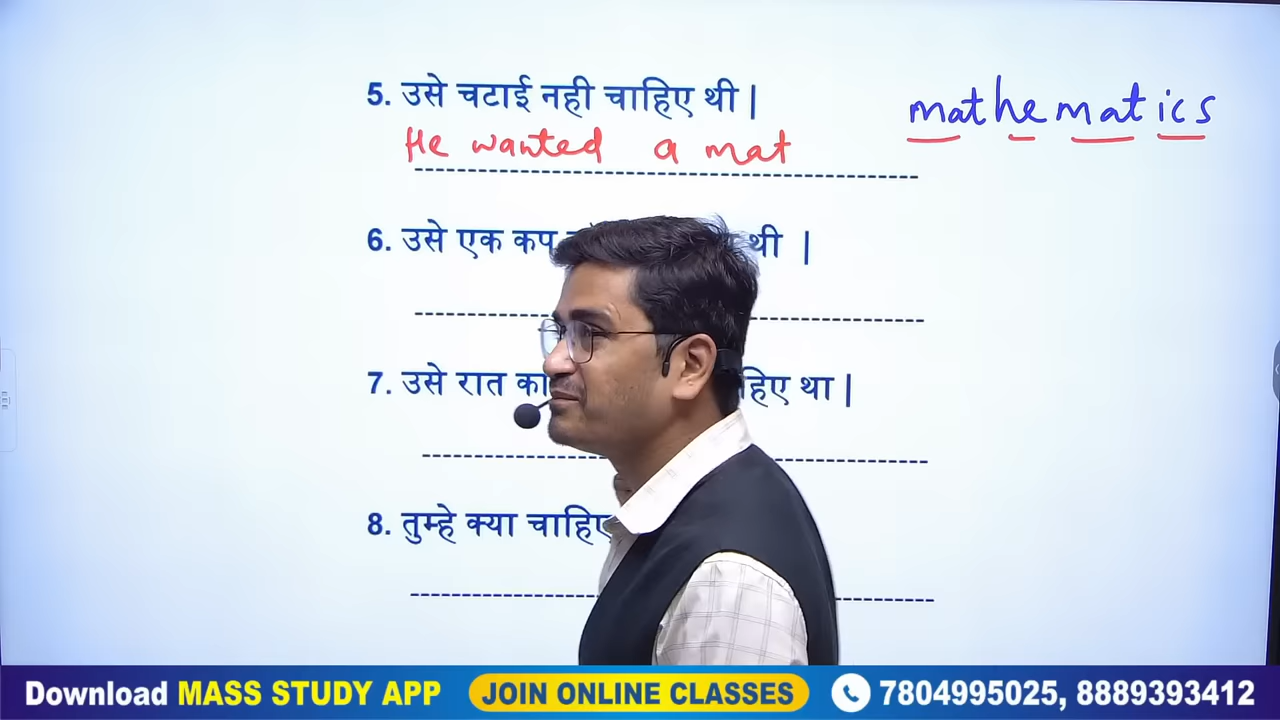 5. उसे चटाई नही चाहिए थी |
He wanted a mat
mathematics
6. उसे एक कप थी |
7. उसे रात का था |
8. तुम्हे क्या
Download MASS STUDY APP JOIN ONLINE CLASSES 7804995025, 8889393412